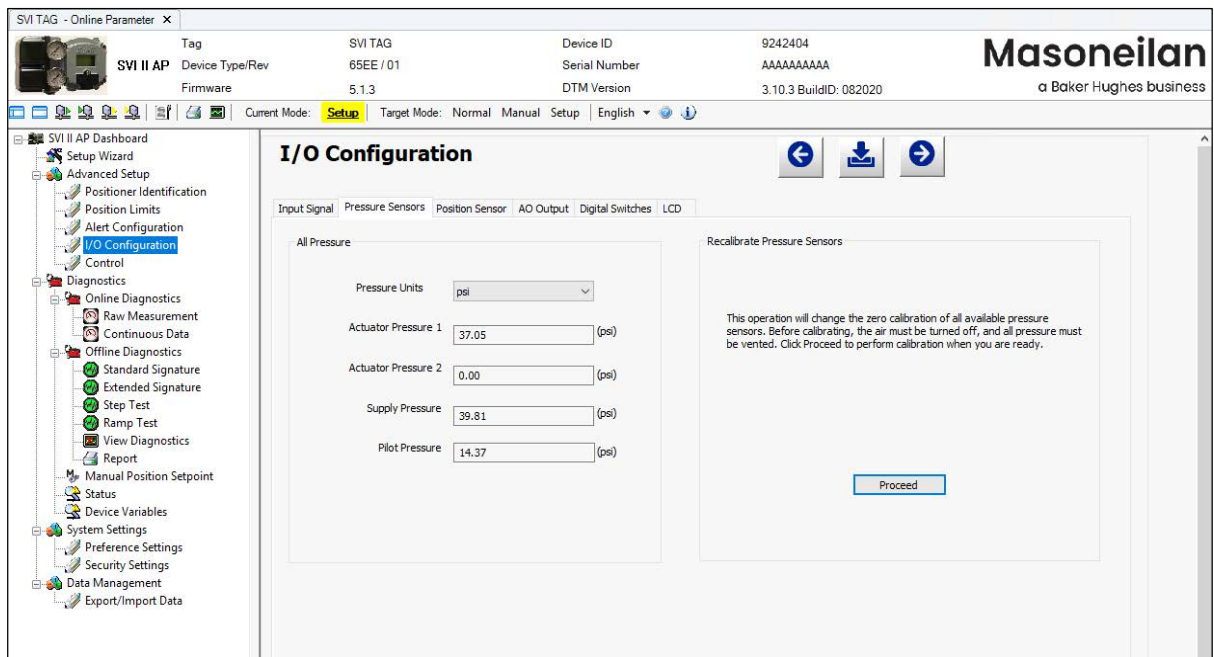 SVI TAG - Online Parameter ×
SVI II AP
Tag SVI TAG Device ID 9242404
Device Type/Rev 65EE / 01 Serial Number AAAAAAAAAA
Firmware 5.1.3 DTM Version 3.10.3 BuildID: 082020
Masoneilan
a Baker Hughes business
Current Mode: Setup Target Mode: Normal Manual Setup English
SVI II AP Dashboard
Setup Wizard
Advanced Setup
Positioner Identification
Position Limits
Alert Configuration
I/O Configuration
Control
Diagnostics
Online Diagnostics
Raw Measurement
Continuous Data
Offline Diagnostics
Standard Signature
Extended Signature
Step Test
Ramp Test
View Diagnostics
Report
Manual Position Setpoint
Status
Device Variables
System Settings
Preference Settings
Security Settings
Data Management
Export/Import Data
I/O Configuration
Input Signal Pressure Sensors Position Sensor AO Output Digital Switches LCD
All Pressure
Pressure Units psi
Actuator Pressure 1 37.05 (psi)
Actuator Pressure 2 0.00 (psi)
Supply Pressure 39.81 (psi)
Pilot Pressure 14.37 (psi)
Recalibrate Pressure Sensors
This operation will change the zero calibration of all available pressure
sensors. Before calibrating, the air must be turned off, and all pressure must
be vented. Click Proceed to perform calibration when you are ready.
Proceed